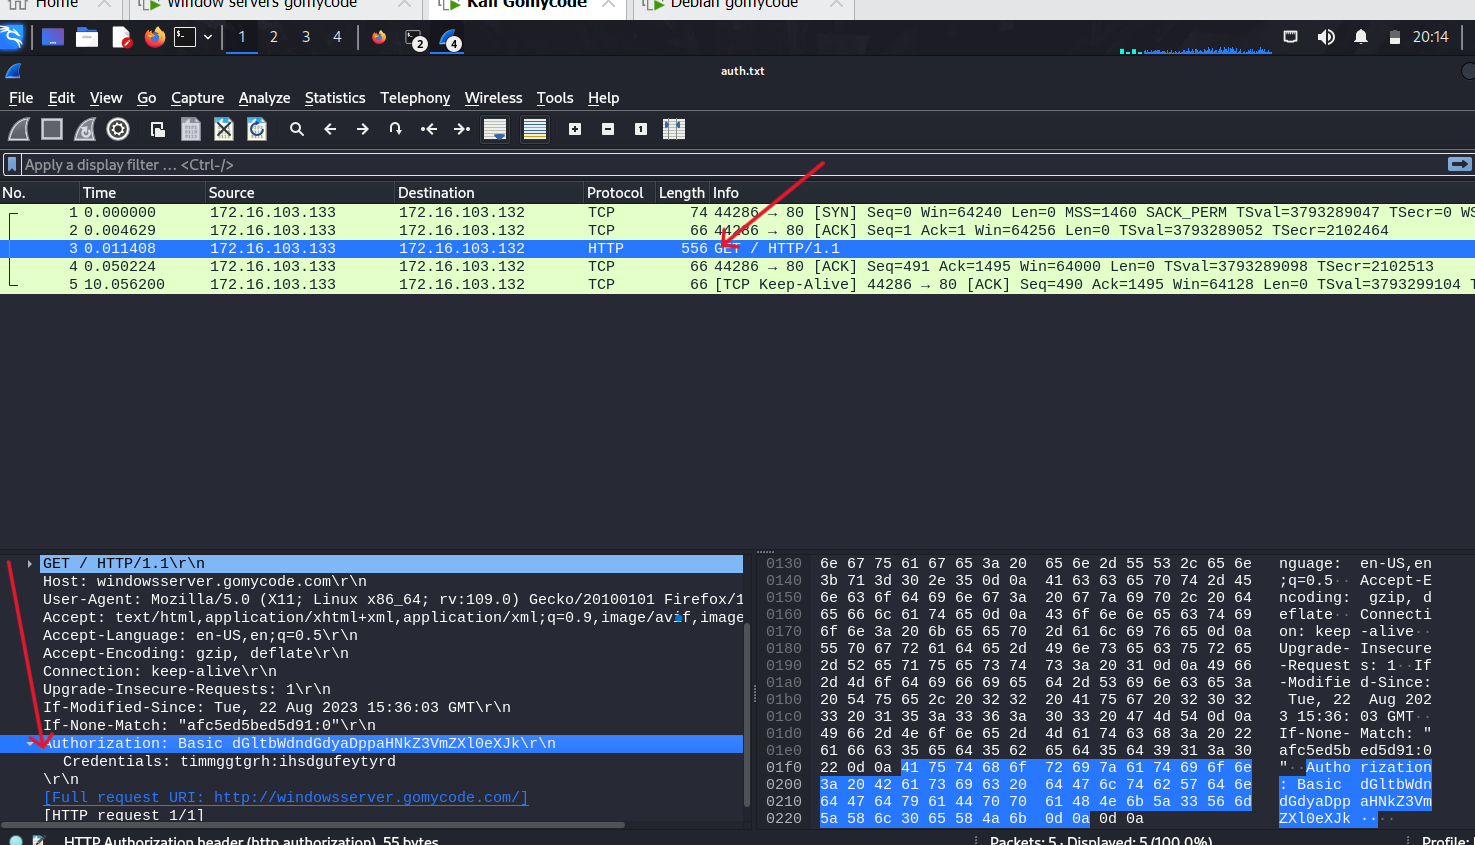 Home
Window servers gomycode
Kali Gomycode
Debian gomycode
1 2 3 4
2
4
20:14
auth.txt
File Edit View Go Capture Analyze Statistics Telephony Wireless Tools Help
Apply a display filter … <Ctrl-/>
No. Time Source Destination Protocol Length Info
1 0.000000 172.16.103.133 172.16.103.132 TCP 74 44286 → 80 [SYN] Seq=0 Win=64240 Len=0 MSS=1460 SACK_PERM TSval=3793289047 TSecr=0 WS
2 0.004629 172.16.103.133 172.16.103.132 TCP 66 44286 → 80 [ACK] Seq=1 Ack=1 Win=64256 Len=0 TSval=3793289052 TSecr=2102464
3 0.011408 172.16.103.133 172.16.103.132 HTTP 556 GET / HTTP/1.1
4 0.050224 172.16.103.133 172.16.103.132 TCP 66 44286 → 80 [ACK] Seq=491 Ack=1495 Win=64000 Len=0 TSval=3793289098 TSecr=2102513
5 10.056200 172.16.103.133 172.16.103.132 TCP 66 [TCP Keep-Alive] 44286 → 80 [ACK] Seq=490 Ack=1495 Win=64128 Len=0 TSval=3793299104 T
GET / HTTP/1.1\r\n
Host: windowsserver.gomycode.com\r\n
User-Agent: Mozilla/5.0 (X11; Linux x86_64; rv:109.0) Gecko/20100101 Firefox/1
Accept: text/html,application/xhtml+xml,application/xml;q=0.9,image/avif,image
Accept-Language: en-US,en;q=0.5\r\n
Accept-Encoding: gzip, deflate\r\n
Connection: keep-alive\r\n
Upgrade-Insecure-Requests: 1\r\n
If-Modified-Since: Tue, 22 Aug 2023 15:36:03 GMT\r\n
If-None-Match: "afc5ed5bed5d91:0"\r\n
Authorization: Basic dGltbWdndGdyaDppaHNkZ3VmZXl0eXJk\r\n
Credentials: timmggtgrh:ihsdgufeytyrd
\r\n
[Full request URI: http://windowsserver.gomycode.com/]
[HTTP request 1/1]
0130 6e 67 75 61 67 65 3a 20 65 6e 2d 55 53 2c 65 6e nguage: en-US,en
0140 3b 71 3d 30 2e 35 0d 0a 41 63 63 65 70 74 2d 45 ;q=0.5·· Accept-E
0150 6e 63 6f 64 69 6e 67 3a 20 67 7a 69 70 2c 20 64 ncoding: gzip, d
0160 65 66 6c 61 74 65 0d 0a 43 6f 6e 6e 65 63 74 69 eflate·· Connecti
0170 6f 6e 3a 20 6b 65 65 70 2d 61 6c 69 76 65 0d 0a on: keep -alive··
0180 55 70 67 72 61 64 65 2d 49 6e 73 65 63 75 72 65 Upgrade- Insecure
0190 2d 52 65 71 75 65 73 74 73 3a 20 31 0d 0a 49 66 -Request s: 1··If
01a0 2d 4d 6f 64 69 66 69 65 64 2d 53 69 6e 63 65 3a -Modifie d-Since:
01b0 20 54 75 65 2c 20 32 32 20 41 75 67 20 32 30 32 Tue, 22 Aug 202
01c0 33 20 31 35 3a 33 36 3a 30 33 20 47 4d 54 0d 0a 3 15:36: 03 GMT··
01d0 49 66 2d 4e 6f 6e 65 2d 4d 61 74 63 68 3a 20 22 If-None- Match: "
01e0 61 66 63 35 65 64 35 62 65 64 35 64 39 31 3a 30 afc5ed5b ed5d91:0
01f0 22 0d 0a 41 75 74 68 6f 72 69 7a 61 74 69 6f 6e "··Autho rization
0200 3a 20 42 61 73 69 63 20 64 47 6c 74 62 57 64 6e : Basic dGltbWdn
0210 64 47 64 79 61 44 70 70 61 48 4e 6b 5a 33 56 6d dGdyaDpp aHNkZ3Vm
0220 5a 58 6c 30 65 58 4a 6b 0d 0a 0d 0a ZXl0eXJk ····
HTTP Authorization header (http.authorization), 55 bytes
Packets: 5 · Displayed: 5 (100.0%)
Profile: